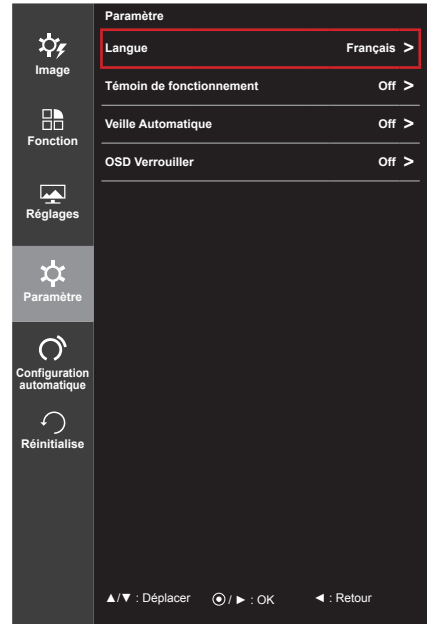 Image
Fonction
Réglages
Paramètre
Configuration
automatique
Réinitialise
Paramètre
Langue Français >
Témoin de fonctionnement Off >
Veille Automatique Off >
OSD Verrouiller Off >
▲/▼ : Déplacer ⦿ / ► : OK ◄ : Retour